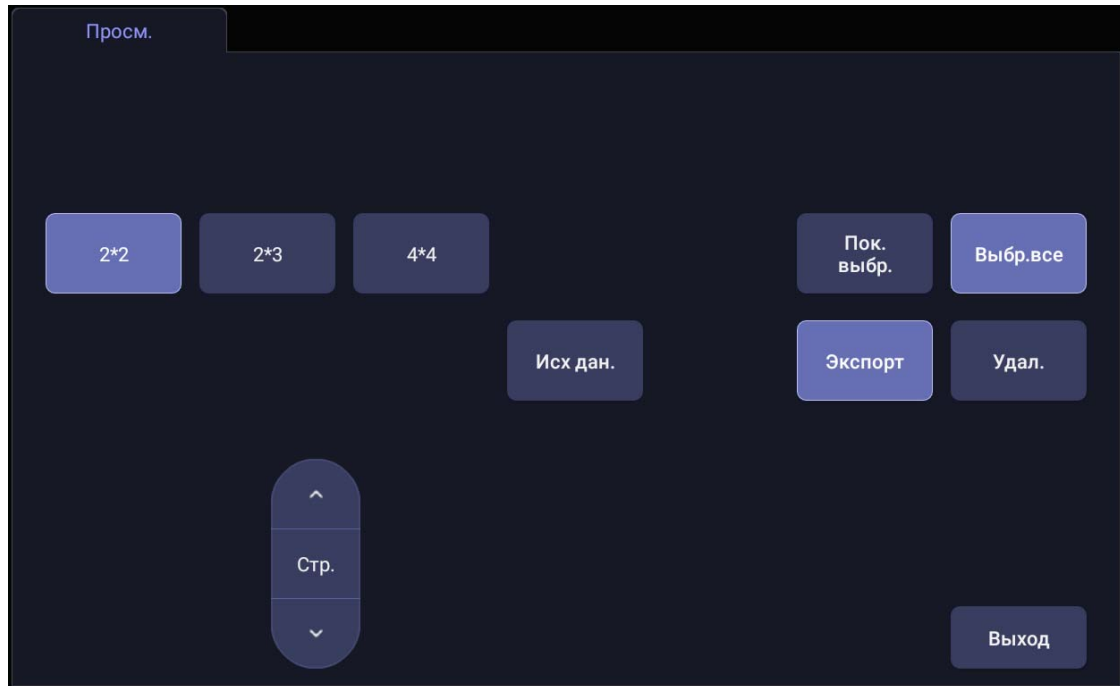 Просм.
2*2
2*3
4*4
Пок.
выбр.
Выбр.все
Исх дан.
Экспорт
Удал.
Стр.
Выход